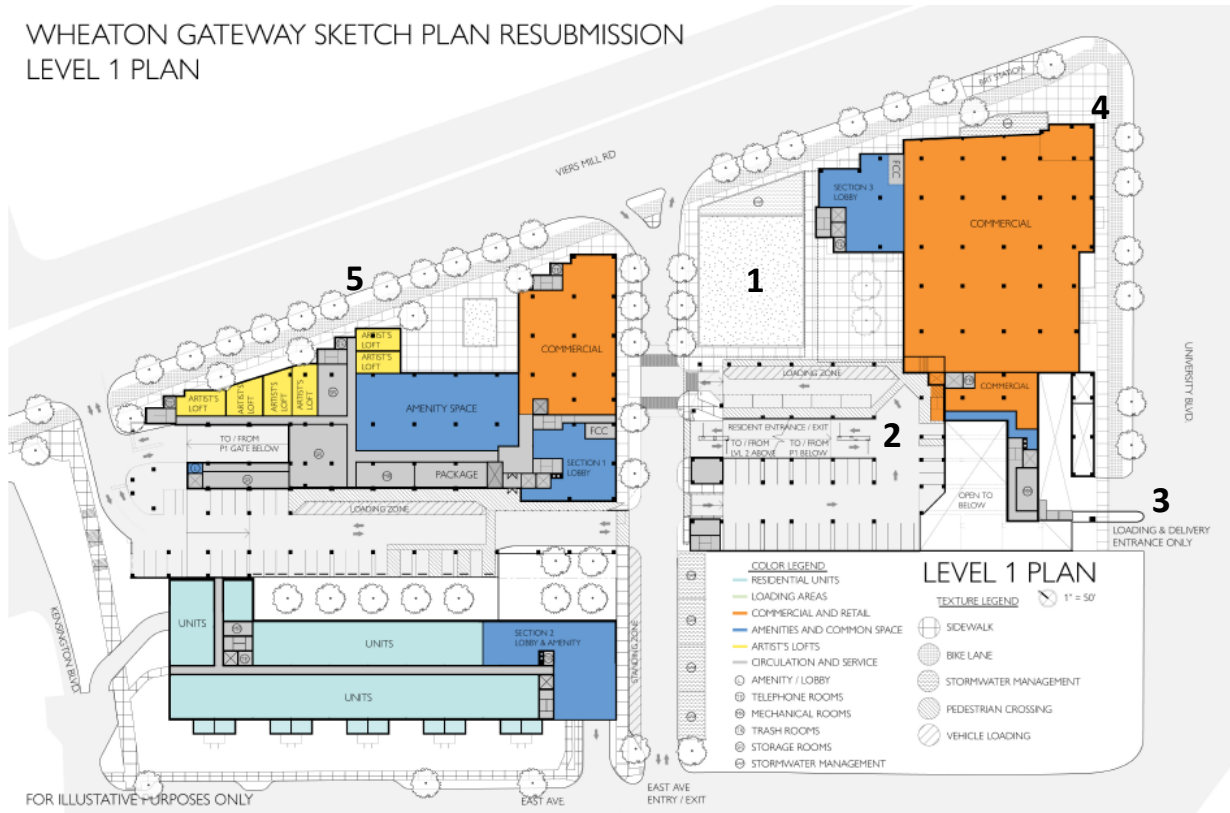 WHEATON GATEWAY SKETCH PLAN RESUBMISSION
LEVEL 1 PLAN
BRT STATION
4
VIERS MILL RD
FCC
SECTION 3
LOBBY
COMMERCIAL
1
5
ARTIST'S
LOFT
ARTIST'S
LOFT
COMMERCIAL
UNIVERSITY BLVD.
LOADING ZONE
COMMERCIAL
ARTIST'S
LOFT
ARTIST'S
LOFT
ARTIST'S
LOFT
ARTIST'S
LOFT
AMENITY SPACE
FCC
RESIDENT ENTRANCE / EXIT
2
TO / FROM
P1 GATE BELOW
TO / FROM
LVL 2 ABOVE
TO / FROM
P1 BELOW
SECTION 1
LOBBY
PACKAGE
OPEN TO
BELOW
3
LOADING ZONE
LOADING & DELIVERY
ENTRANCE ONLY
COLOR LEGEND
RESIDENTIAL UNITS
LOADING AREAS
COMMERCIAL AND RETAIL
AMENITIES AND COMMON SPACE
ARTIST'S LOFTS
CIRCULATION AND SERVICE
L AMENITY / LOBBY
TELEPHONE ROOMS
MECHANICAL ROOMS
TRASH ROOMS
STORAGE ROOMS
STORMWATER MANAGEMENT
LEVEL 1 PLAN
TEXTURE LEGEND
1" = 50'
SIDEWALK
BIKE LANE
STORMWATER MANAGEMENT
PEDESTRIAN CROSSING
VEHICLE LOADING
KENSINGTON BLVD.
UNITS
UNITS
SECTION 2
LOBBY & AMENITY
STANDING ZONE
UNITS
FOR ILLUSTATIVE PURPOSES ONLY
EAST AVE
EAST AVE
ENTRY / EXIT